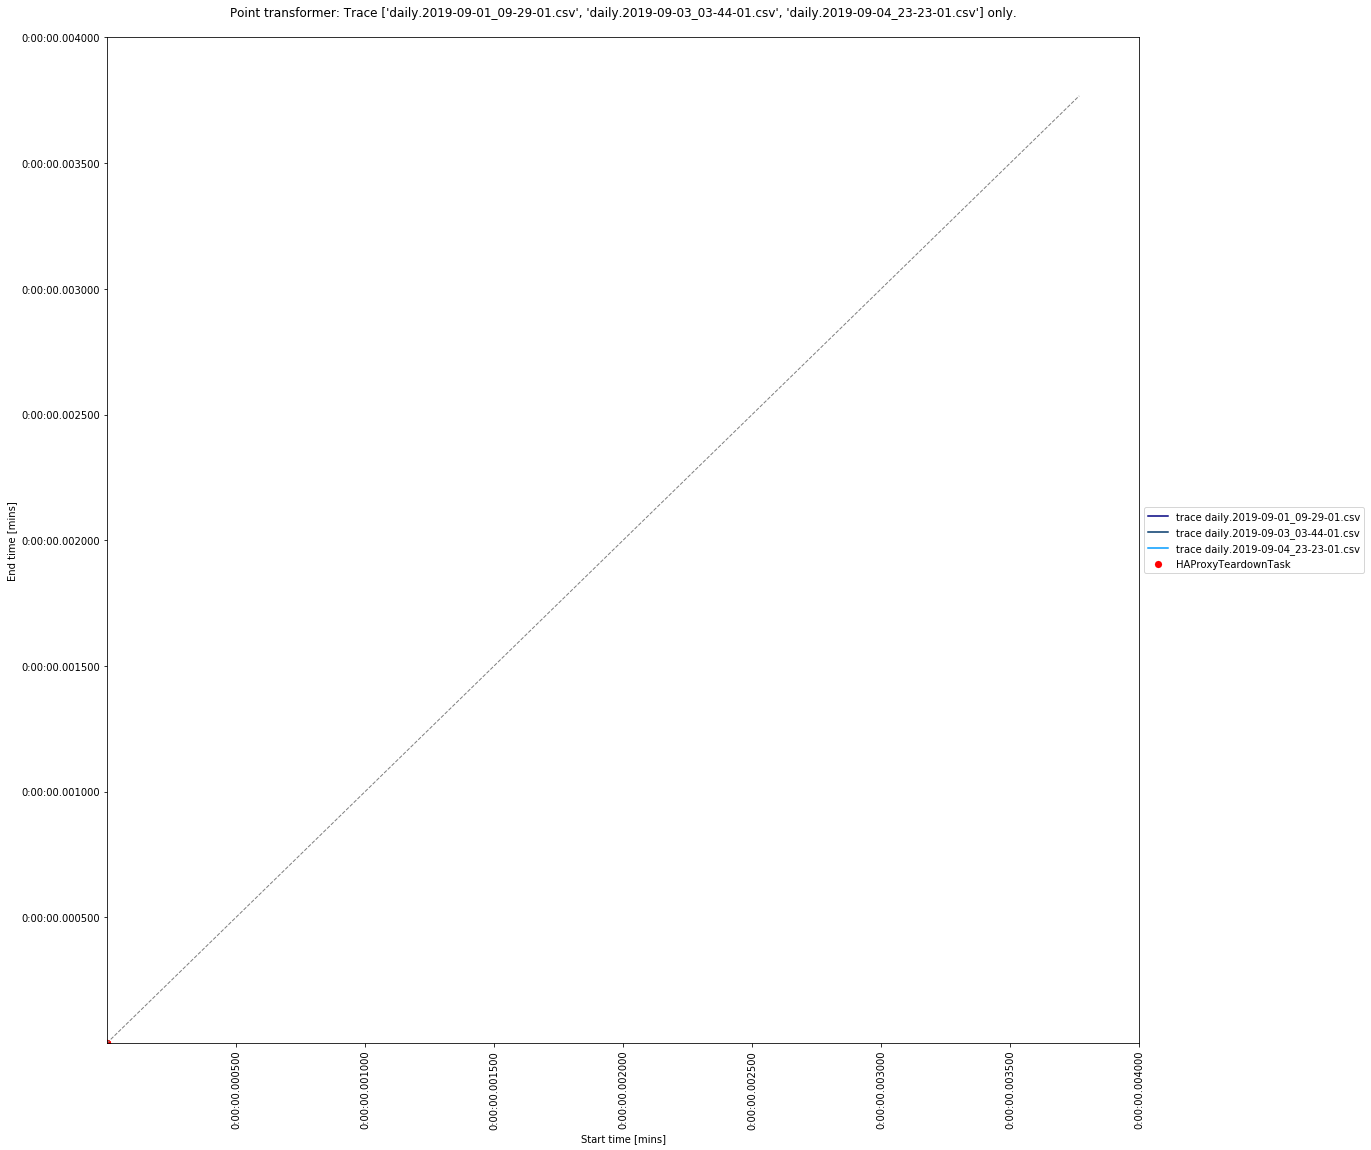 Point transformer: Trace ['daily.2019-09-01_09-29-01.csv', 'daily.2019-09-03_03-44-01.csv', 'daily.2019-09-04_23-23-01.csv'] only.
0:00:00.004000
0:00:00.003500
0:00:00.003000
0:00:00.002500
0:00:00.002000
0:00:00.001500
0:00:00.001000
0:00:00.000500
End time [mins]
0:00:00.000500
0:00:00.001000
0:00:00.001500
0:00:00.002000
0:00:00.002500
0:00:00.003000
0:00:00.003500
0:00:00.004000
Start time [mins]
trace daily.2019-09-01_09-29-01.csv
trace daily.2019-09-03_03-44-01.csv
trace daily.2019-09-04_23-23-01.csv
HAProxyTeardownTask